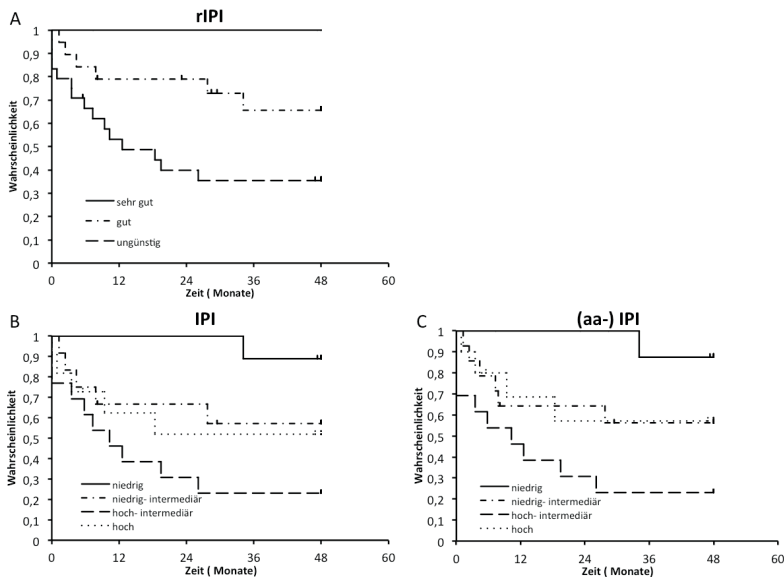 A
rIPI
1
0,9
0,8
0,7
0,6
0,5
0,4
0,3
0,2
0,1
0
Wahrscheinlichkeit
sehr gut
gut
ungünstig
0 12 24 36 48 60
Zeit ( Monate)
B
IPI
1
0,9
0,8
0,7
0,6
0,5
0,4
0,3
0,2
0,1
0
Wahrscheinlichkeit
niedrig
niedrig- intermediär
hoch- intermediär
hoch
0 12 24 36 48 60
Zeit ( Monate)
C
(aa-) IPI
1
0,9
0,8
0,7
0,6
0,5
0,4
0,3
0,2
0,1
0
Wahrscheinlichkeit
niedrig
niedrig- intermediär
hoch- intermediär
hoch
0 12 24 36 48 60
Zeit ( Monate)